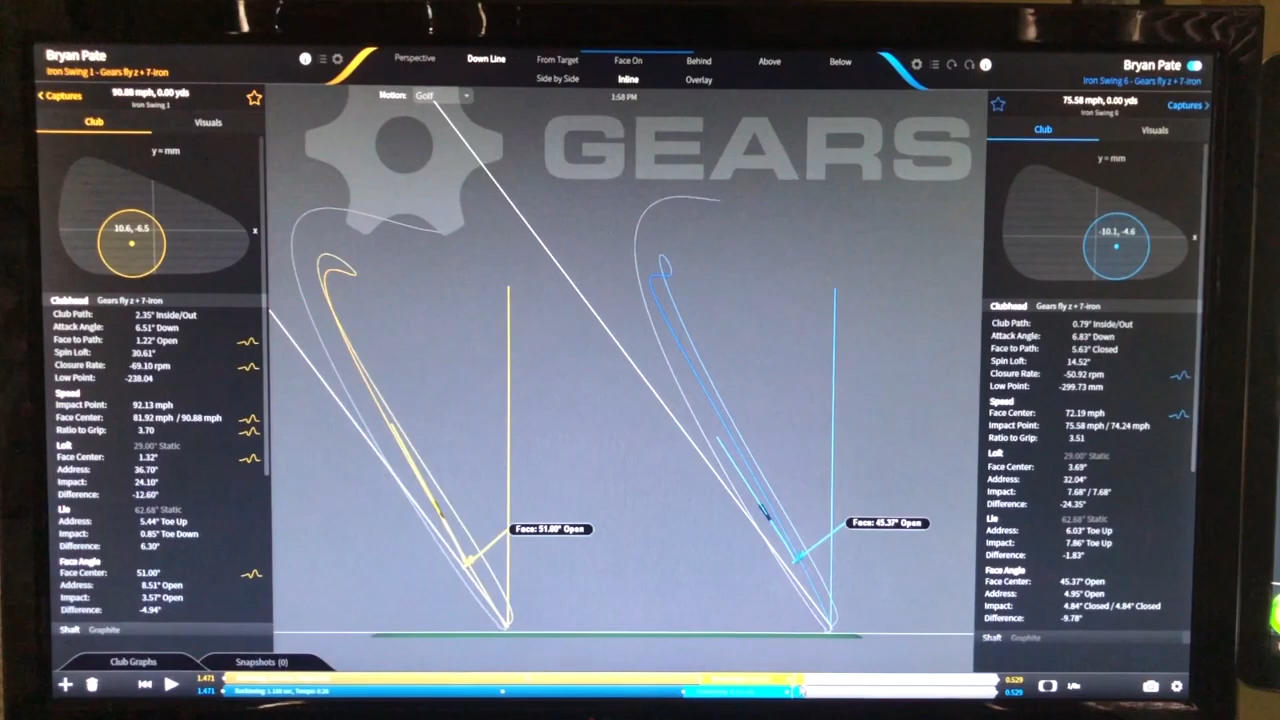 Bryan Pate
Iron Swing 1 - Gears fly z + 7-iron
Captures
90.88 mph, 0.00 yds
Iron Swing 1
Club
Visuals
y = mm
10.6, -6.5
x
Clubhead Gears fly z + 7-iron
Club Path: 2.35° Inside/Out
Attack Angle: 6.51° Down
Face to Path: 1.22° Open
Spin Loft: 30.61°
Closure Rate: -69.10 rpm
Low Point: -238.04
Speed
Impact Point: 92.13 mph
Face Center: 81.92 mph / 90.88 mph
Ratio to Grip: 3.70
Loft 29.00° Static
Face Center: 1.32°
Address: 36.70°
Impact: 24.10°
Difference: -12.60°
Lie 62.68° Static
Address: 5.44° Toe Up
Impact: 0.85° Toe Down
Difference: 6.30°
Face Angle
Face Center: 51.00°
Address: 8.51° Open
Impact: 3.57° Open
Difference: -4.94°
Shaft Graphite
Perspective
Down Line
From Target
Face On
Behind
Above
Below
Side by Side
Inline
Overlay
Motion: Golf
1:58 PM
GEARS
Face: 51.00° Open
Face: 45.37° Open
Bryan Pate
Iron Swing 6 - Gears fly z + 7-iron
75.58 mph, 0.00 yds
Iron Swing 6
Captures
Club
Visuals
y = mm
-10.1, -4.6
x
Clubhead Gears fly z + 7-iron
Club Path: 0.79° Inside/Out
Attack Angle: 6.83° Down
Face to Path: 5.63° Closed
Spin Loft: 14.52°
Closure Rate: -50.92 rpm
Low Point: -299.73 mm
Speed
Face Center: 72.19 mph
Impact Point: 75.58 mph / 74.24 mph
Ratio to Grip: 3.51
Loft 29.00° Static
Face Center: 3.69°
Address: 32.04°
Impact: 7.68° / 7.68°
Difference: -24.35°
Lie 62.68° Static
Address: 6.03° Toe Up
Impact: 7.86° Toe Up
Difference: -1.83°
Face Angle
Face Center: 45.37° Open
Address: 4.95° Open
Impact: 4.84° Closed / 4.84° Closed
Difference: -9.78°
Shaft Graphite
Club Graphs
Snapshots (0)
1.471
0.529
1.471
0.529
1/8x